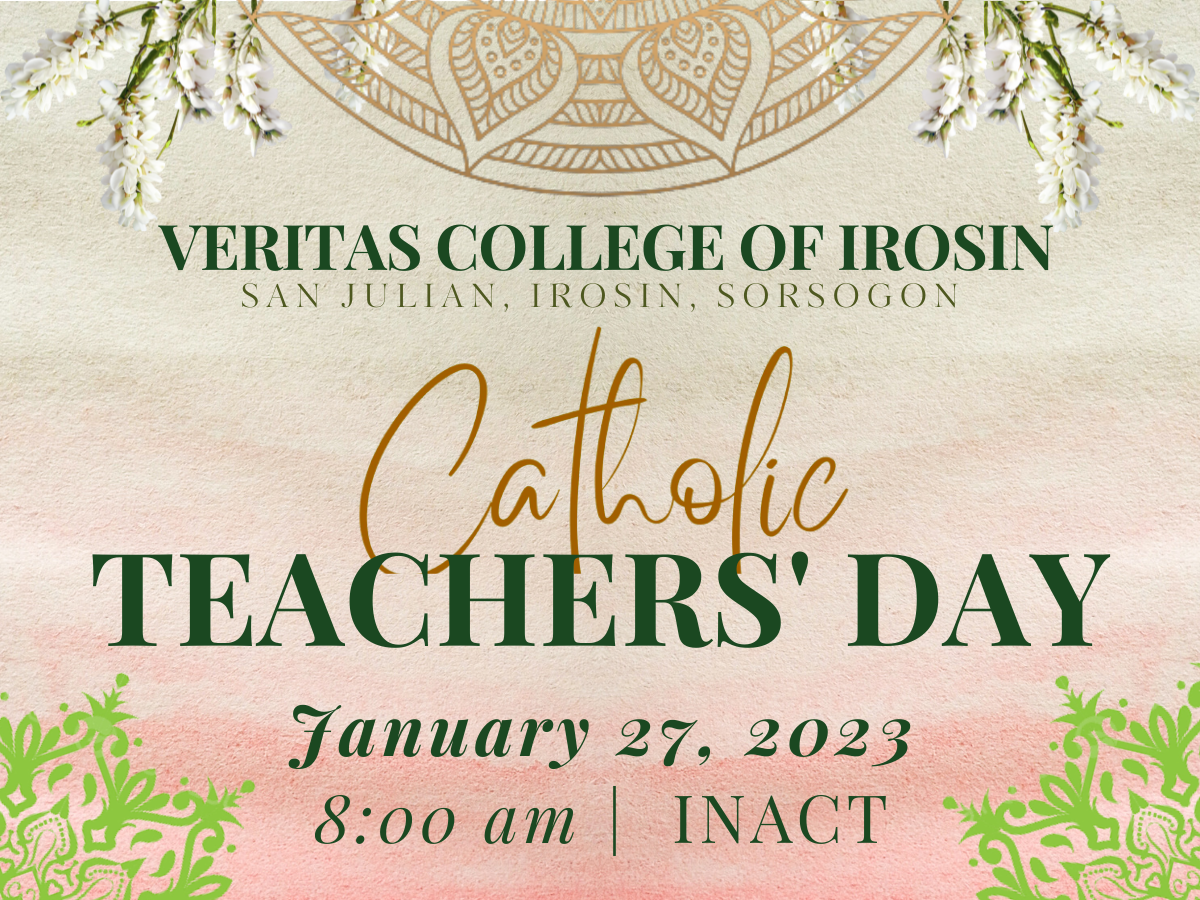 VERITAS COLLEGE OF IROSIN
SAN JULIAN, IROSIN, SORSOGON
Catholic
TEACHERS' DAY
January 27, 2023
8:00 am | INACT